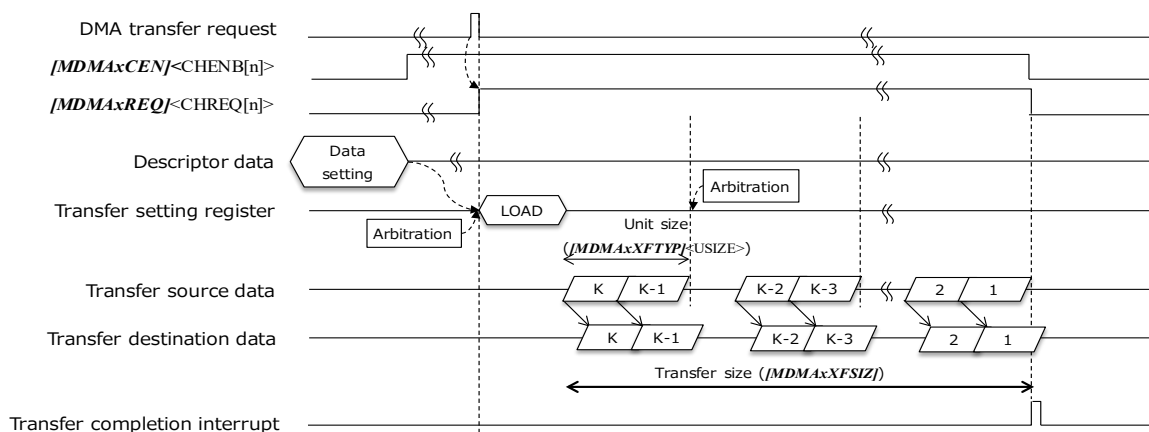 DMA transfer request
[MDMAxCEN]<CHENB[n]>
[MDMAxREQ]<CHREQ[n]>
Descriptor data
Data
setting
Arbitration
Transfer setting register
LOAD
Arbitration
Unit size
([MDMAxXFTYP]<USIZE>)
Transfer source data
K K-1 K-2 K-3 2 1
Transfer destination data
K K-1 K-2 K-3 2 1
Transfer size ([MDMAxXFSIZ])
Transfer completion interrupt